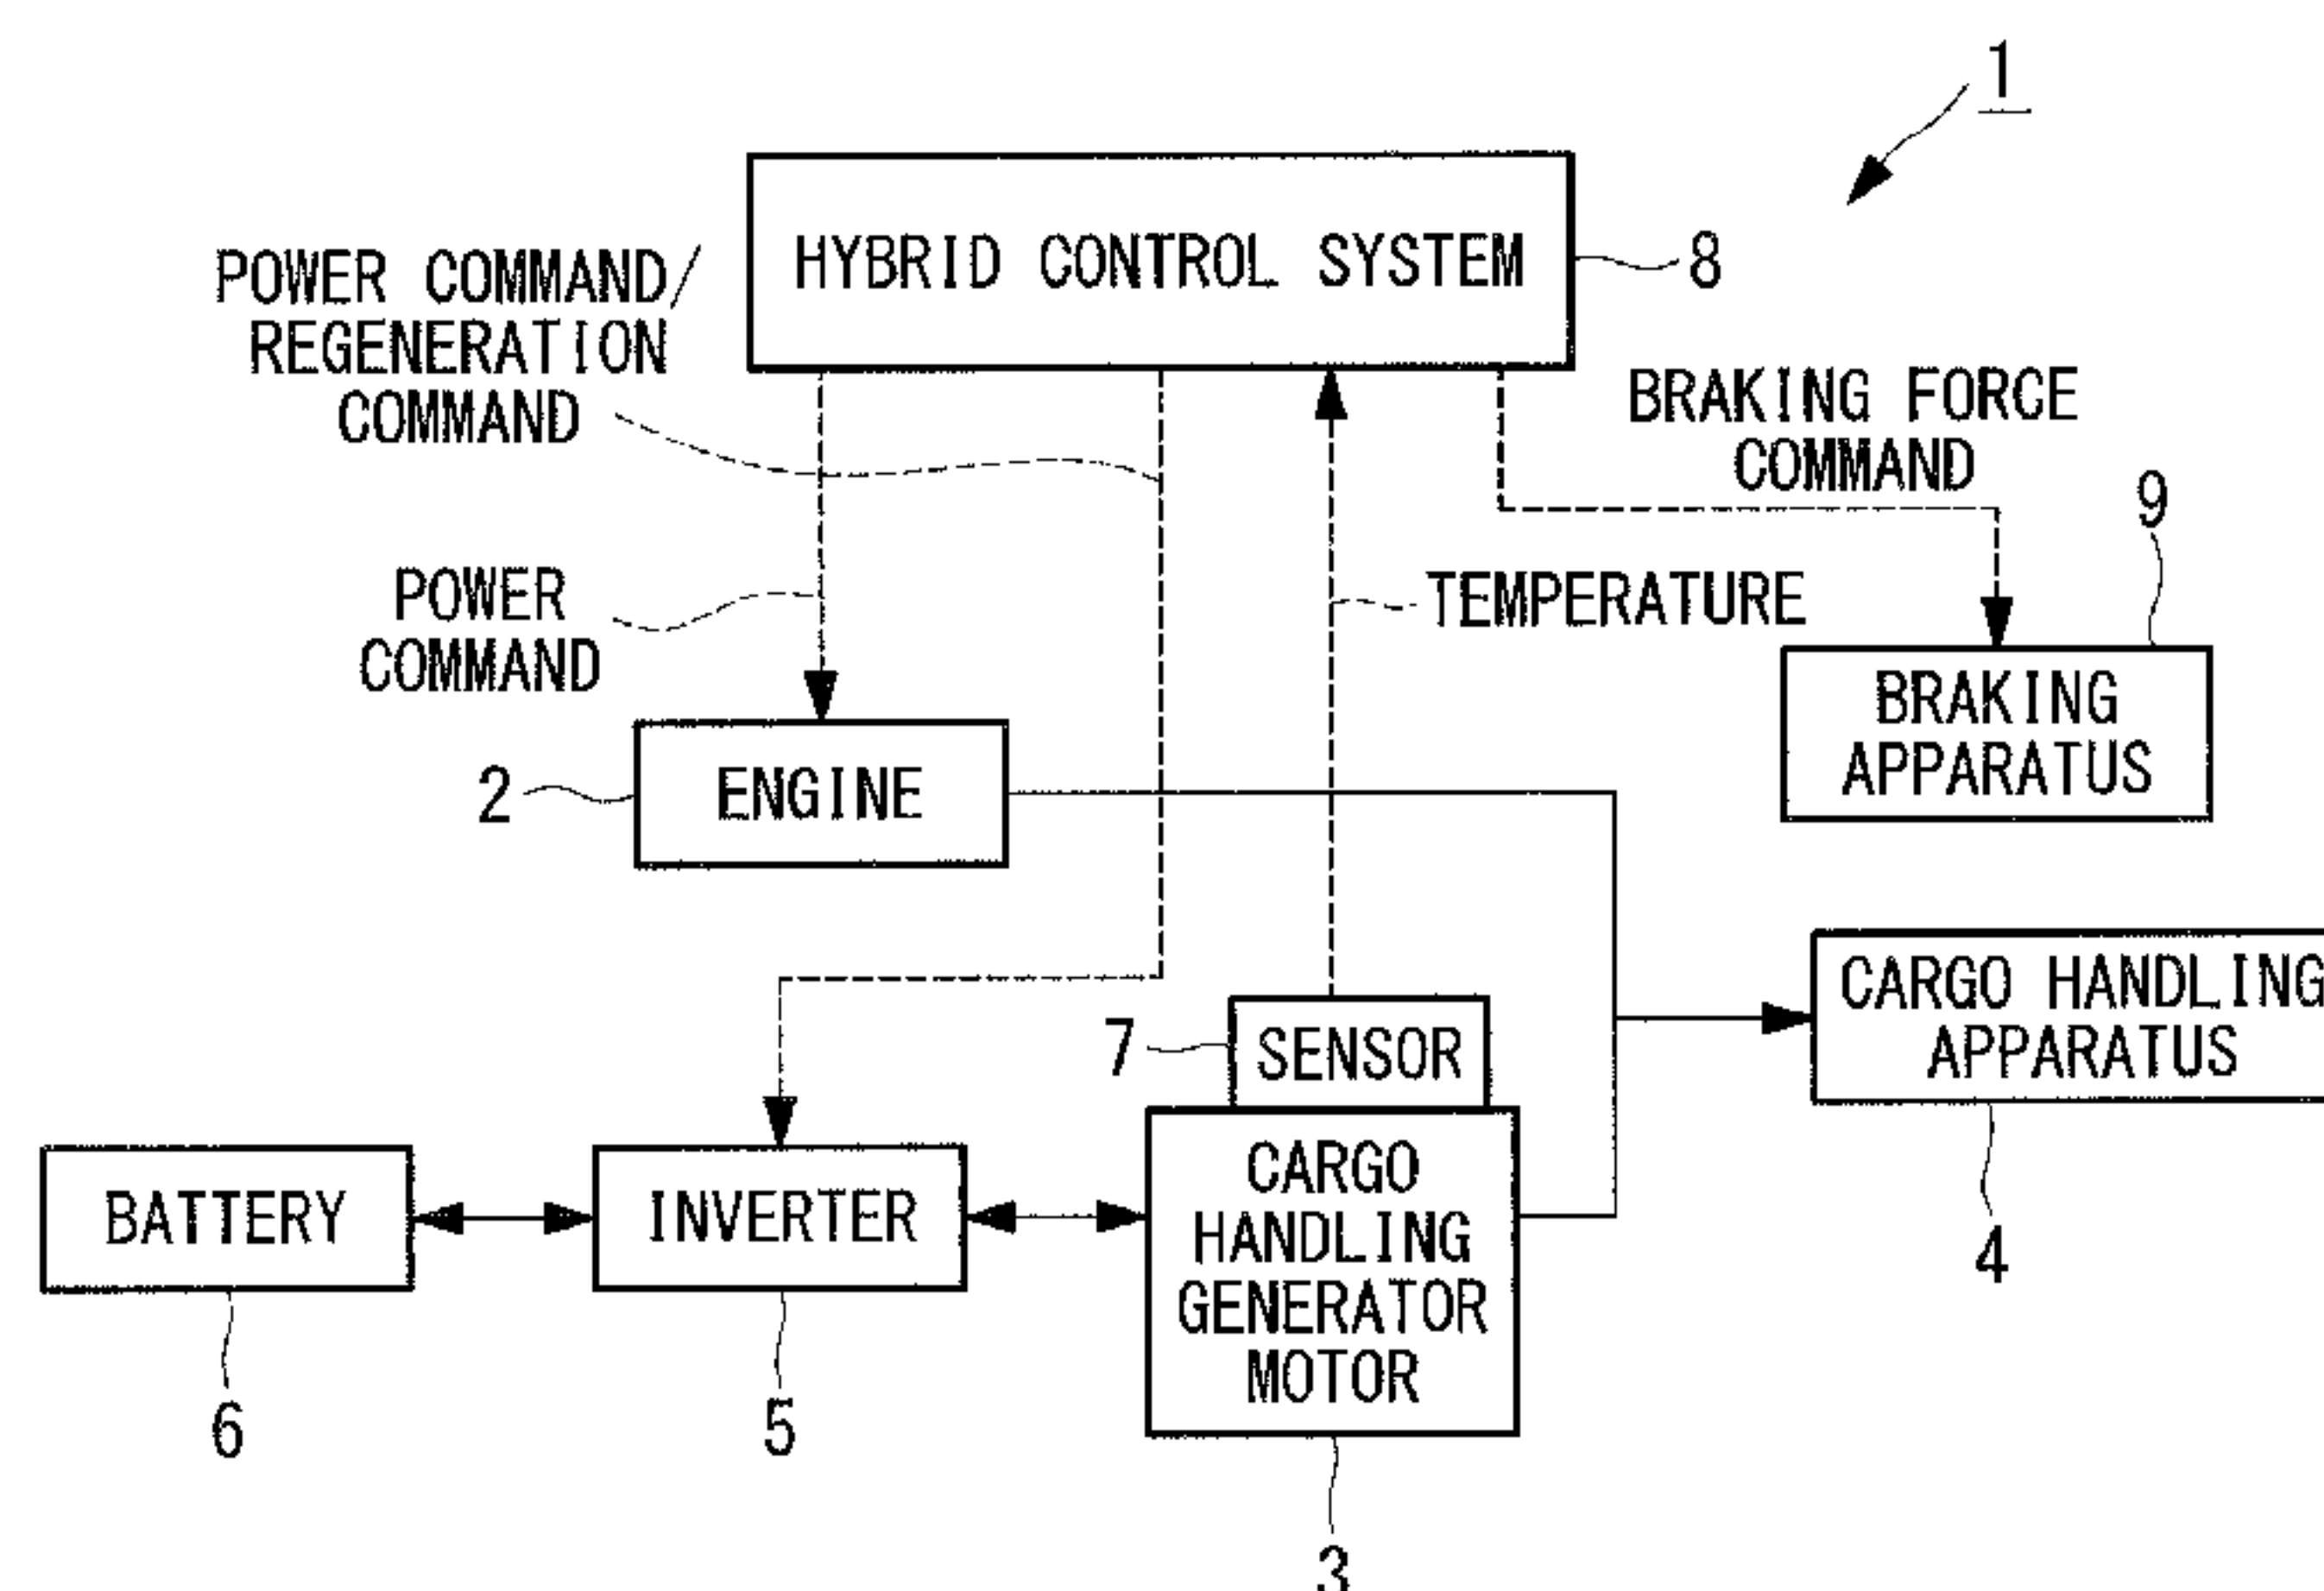 1
HYBRID CONTROL SYSTEM
8
POWER COMMAND/
REGENERATION
COMMAND
BRAKING FORCE
COMMAND
9
POWER
COMMAND
TEMPERATURE
BRAKING
APPARATUS
2
ENGINE
CARGO HANDLING
APPARATUS
7
SENSOR
BATTERY
INVERTER
CARGO
HANDLING
GENERATOR
MOTOR
4
6
5
3